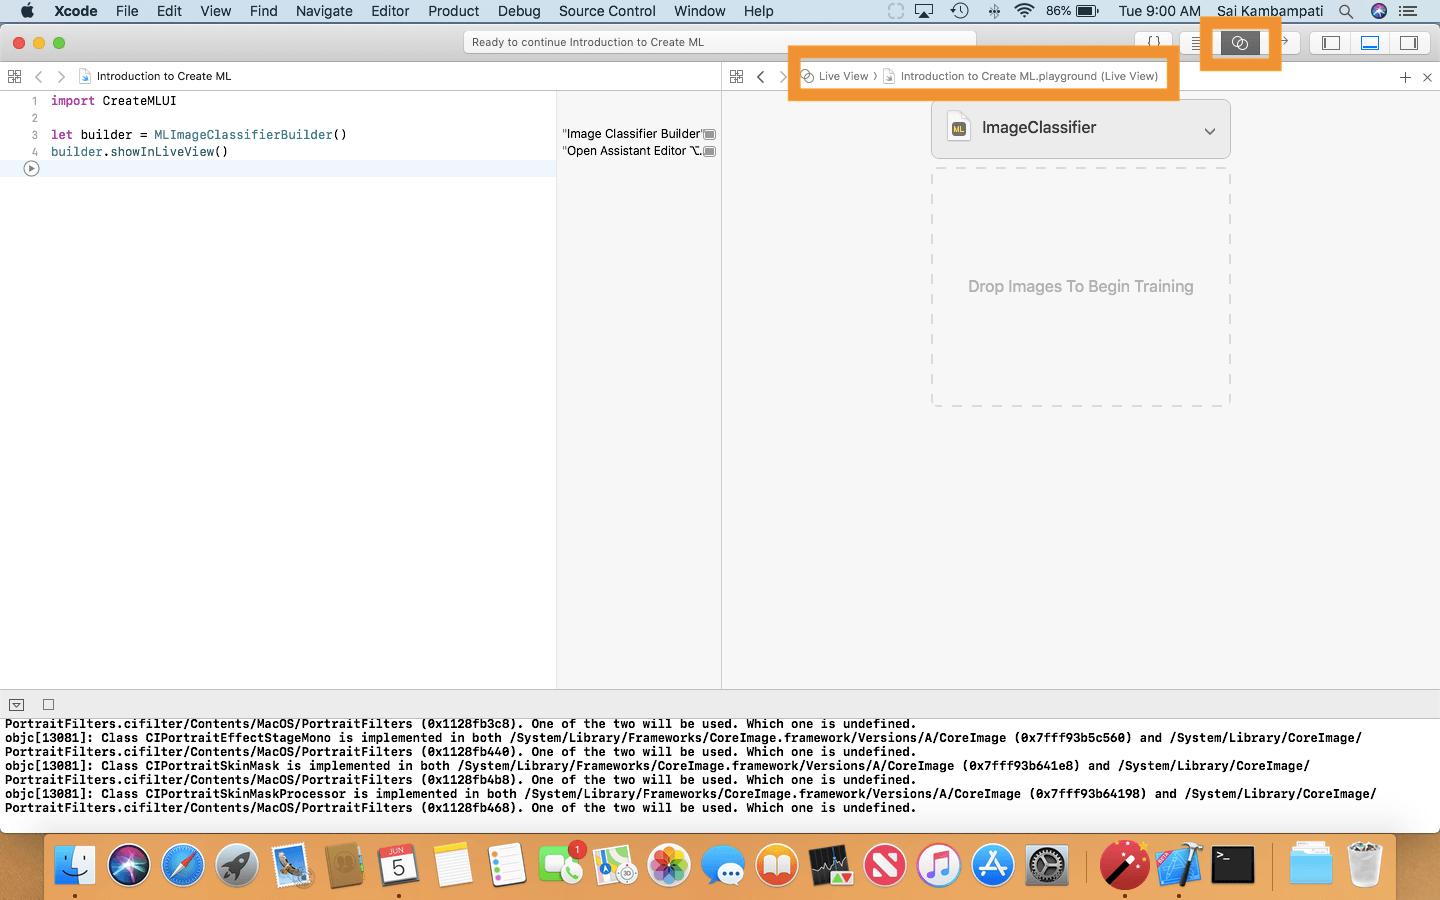 Xcode File Edit View Find Navigate Editor Product Debug Source Control Window Help 86% Tue 9:00 AM Sai Kambampati
Ready to continue Introduction to Create ML
{ }
Introduction to Create ML
Live View 〉 Introduction to Create ML.playground (Live View)
1 import CreateMLUI
2
3 let builder = MLImageClassifierBuilder()
4 builder.showInLiveView()
"Image Classifier Builder"
"Open Assistant Editor ⌥.
ML ImageClassifier
Drop Images To Begin Training
PortraitFilters.cifilter/Contents/MacOS/PortraitFilters (0x1128fb3c8). One of the two will be used. Which one is undefined.
objc[13081]: Class CIPortraitEffectStageMono is implemented in both /System/Library/Frameworks/CoreImage.framework/Versions/A/CoreImage (0x7fff93b5c560) and /System/Library/CoreImage/
PortraitFilters.cifilter/Contents/MacOS/PortraitFilters (0x1128fb440). One of the two will be used. Which one is undefined.
objc[13081]: Class CIPortraitSkinMask is implemented in both /System/Library/Frameworks/CoreImage.framework/Versions/A/CoreImage (0x7fff93b641e8) and /System/Library/CoreImage/
PortraitFilters.cifilter/Contents/MacOS/PortraitFilters (0x1128fb4b8). One of the two will be used. Which one is undefined.
objc[13081]: Class CIPortraitSkinMaskProcessor is implemented in both /System/Library/Frameworks/CoreImage.framework/Versions/A/CoreImage (0x7fff93b64198) and /System/Library/CoreImage/
PortraitFilters.cifilter/Contents/MacOS/PortraitFilters (0x1128fb468). One of the two will be used. Which one is undefined.
JUN
5
1
3D
>_